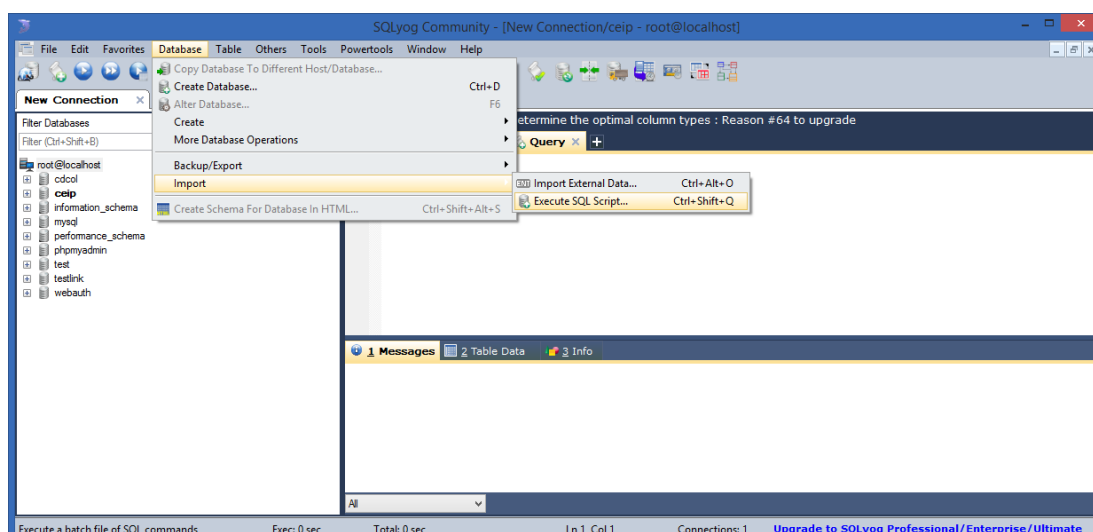 SQLyog Community - [New Connection/ceip - root@localhost]
File Edit Favorites Database Table Others Tools Powertools Window Help
New Connection
Filter Databases
Filter (Ctrl+Shift+B)
root@localhost
cdcol
ceip
infomation_schema
mysql
performance_schema
phpmyadmin
test
testlink
webauth
Copy Database To Different Host/Database...
Create Database... Ctrl+D
Alter Database... F6
Create
More Database Operations
Backup/Export
Import
Create Schema For Database In HTML... Ctrl+Shift+Alt+S
Import External Data... Ctrl+Alt+O
Execute SQL Script... Ctrl+Shift+Q
etermine the optimal column types : Reason #64 to upgrade
Query
1 Messages 2 Table Data 3 Info
All
Execute a batch file of SQL commands Exec: 0 sec Total: 0 sec Ln 1, Col 1 Connections: 1 Upgrade to SQLyog Professional/Enterprise/Ultimate